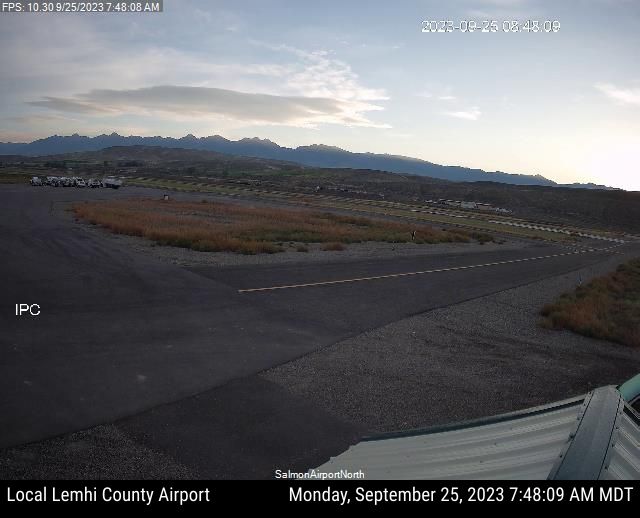 FPS: 10.30 9/25/2023 7:48:08 AM
2023-09-25 08:48:09
IPC
SalmonAirportNorth
Local Lemhi County Airport
Monday, September 25, 2023 7:48:09 AM MDT